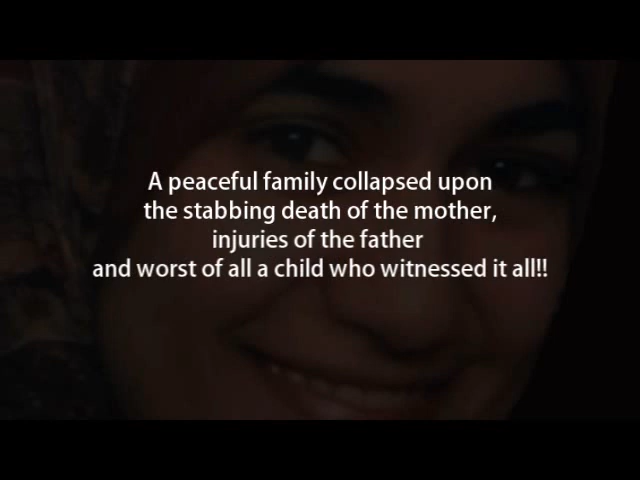 A peaceful family collapsed upon
the stabbing death of the mother,
injuries of the father
and worst of all a child who witnessed it all!!